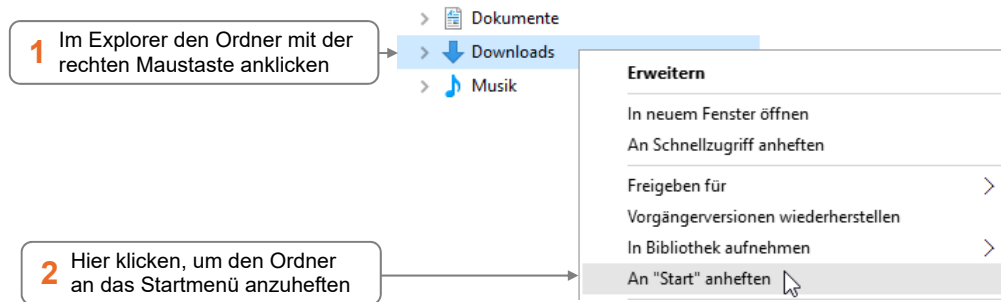 Dokumente
1 Im Explorer den Ordner mit der
rechten Maustaste anklicken
Downloads
Musik
Erweitern
In neuem Fenster öffnen
An Schnellzugriff anheften
Freigeben für
Vorgängerversionen wiederherstellen
In Bibliothek aufnehmen
An "Start" anheften
2 Hier klicken, um den Ordner
an das Startmenü anzuheften